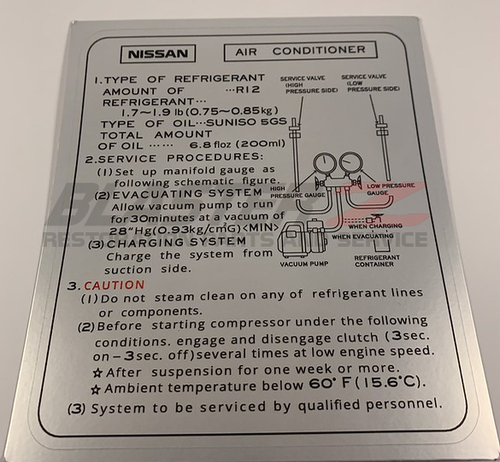 NISSAN AIR CONDITIONER
1. TYPE OF REFRIGERANT
AMOUNT OF ...R12
REFRIGERANT...
1.7~1.9 lb (0.75~0.85kg)
TYPE OF OIL...SUNISO 5GS
TOTAL AMOUNT
OF OIL ...... 6.8floz (200ml)
2. SERVICE PROCEDURES:
(1) Set up manifold gauge as
following schematic figure.
(2) EVACUATING SYSTEM
Allow vacuum pump to run
for 30minutes at a vacuum of
28"Hg(0.93kg/cm²)<MIN>
(3) CHARGING SYSTEM
Charge the system from
suction side.
SERVICE VALVE
(HIGH
PRESSURE SIDE)
SERVICE VALVE
(LOW
PRESSURE SIDE)
HIGH
PRESSURE GAUGE
LOW PRESSURE
GAUGE
WHEN CHARGING
WHEN EVACUATING
VACUUM PUMP
REFRIGERANT
CONTAINER
3. CAUTION
(1) Do not steam clean on any of refrigerant lines
or components.
(2) Before starting compressor under the following
conditions. engage and disengage clutch (3sec.
on-3sec. off) several times at low engine speed.
☆ After suspension for one week or more.
☆ Ambient temperature below 60°F (15.6°C).
(3) System to be serviced by qualified personnel.